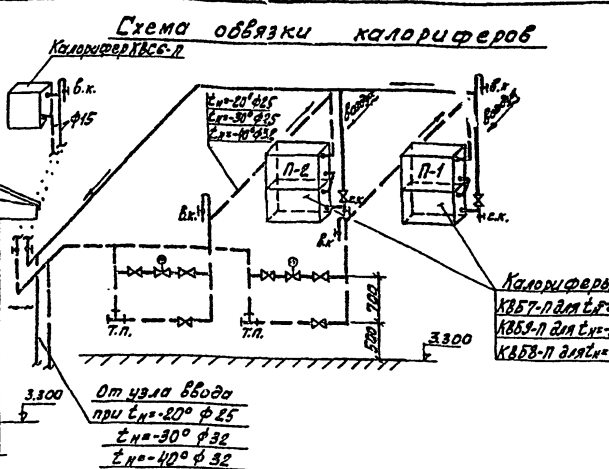 Схема обвязки калориферов
Калорифер КВС6-П
в.к.
ф15
tн=-20° ф25
tн=-30° ф25
tн=-40° ф32
воздух
в.к.
воздух
П-2
П-1
в.к.
с.к.
в.к.
с.к.
Калориферы
КВБ7-П для tн=
КВБ9-П для tн=-
КВБ8-П для tн=
т.п.
т.п.
700
500
3.300
3.300
От узла ввода
при tн=-20° ф25
tн=-30° ф32
tн=-40° ф32